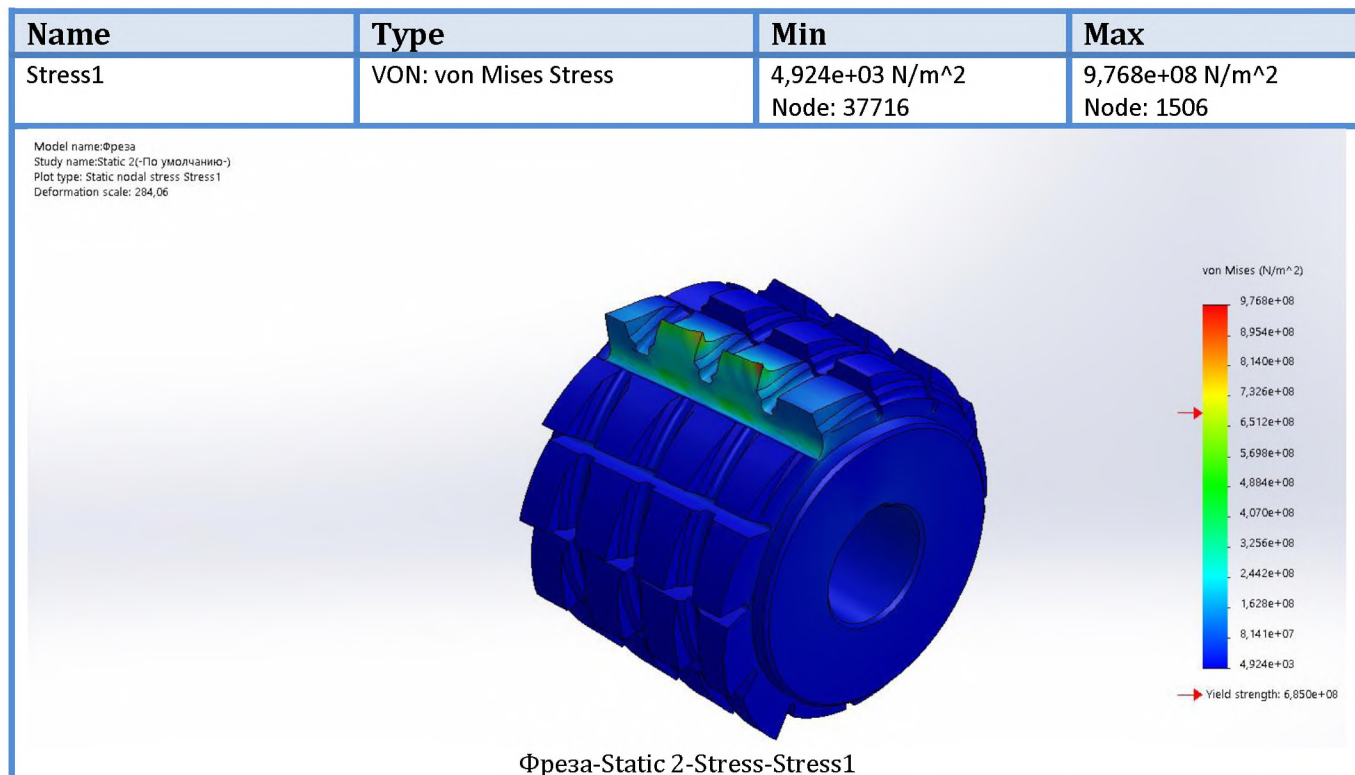 Name Type Min Max
Stress1 VON: von Mises Stress 4,924e+03 N/m^2 9,768e+08 N/m^2
Node: 37716 Node: 1506
Model name:Фреза
Study name:Static 2(-По умолчанию-)
Plot type: Static nodal stress Stress1
Deformation scale: 284,06
von Mises (N/m^2)
9,768e+08
8,954e+08
8,140e+08
7,326e+08
6,512e+08
5,698e+08
4,884e+08
4,070e+08
3,256e+08
2,442e+08
1,628e+08
8,141e+07
4,924e+03
Yield strength: 6,850e+08
Фреза-Static 2-Stress-Stress1